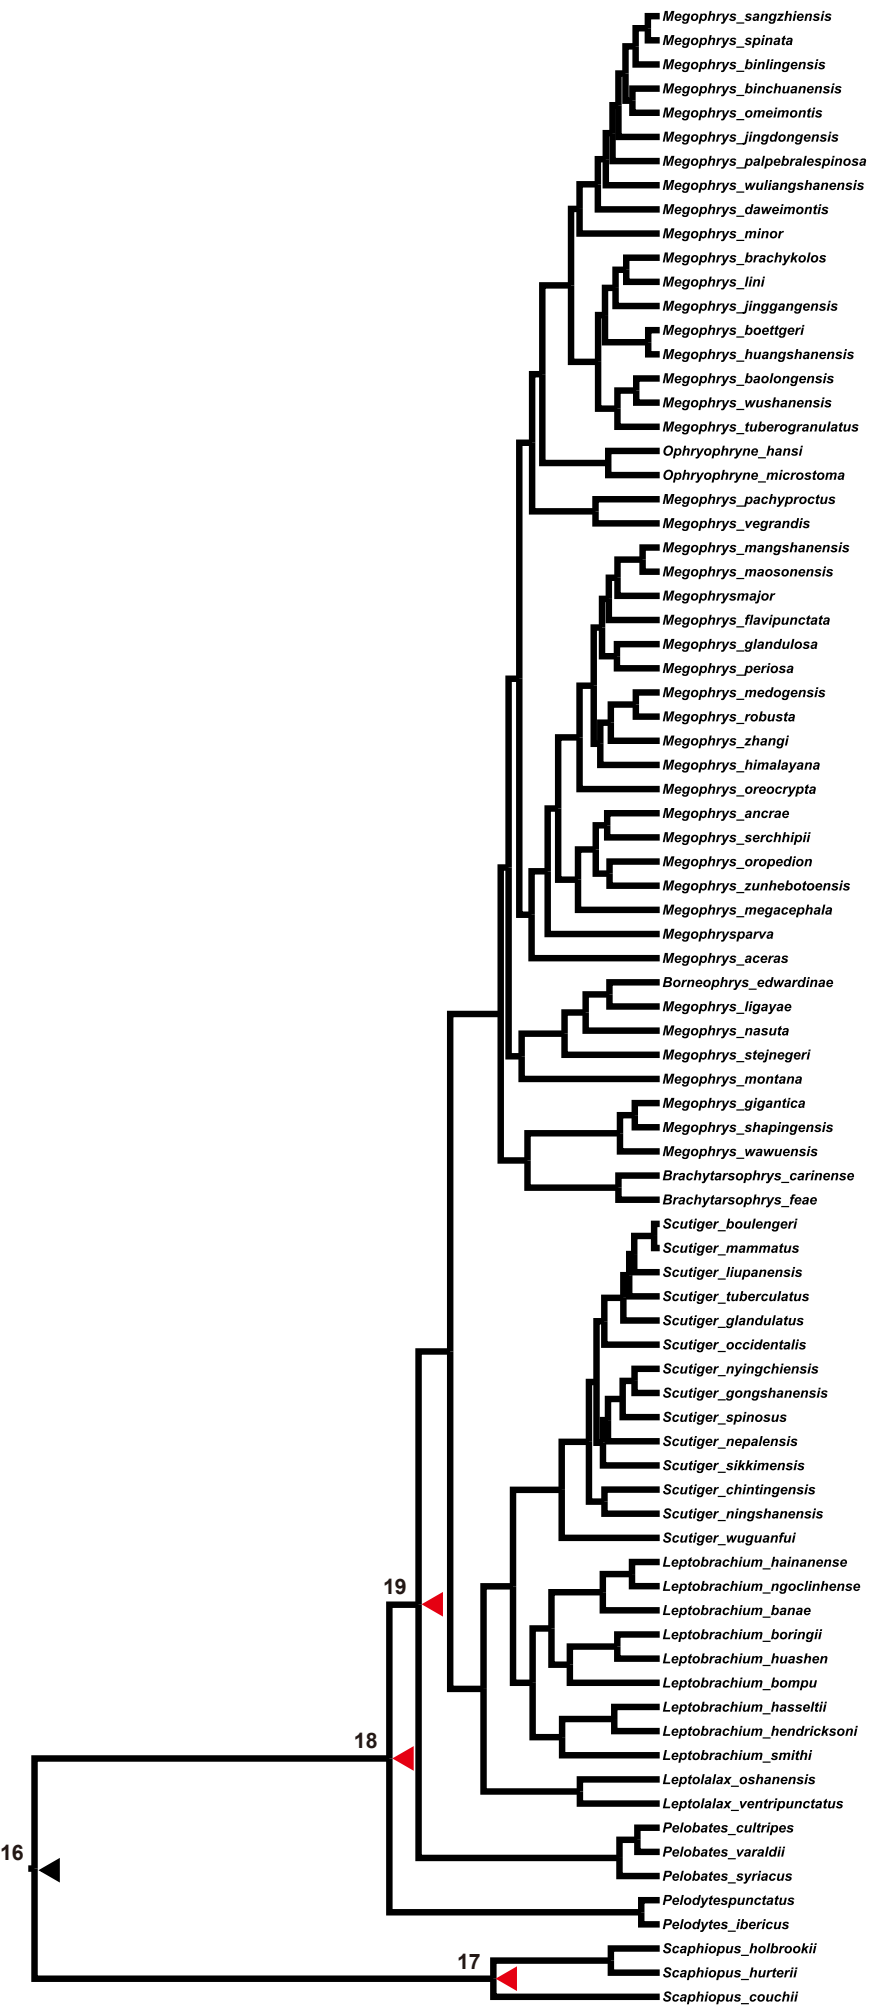 Megophrys_sangzhiensis
Megophrys_spinata
Megophrys_binlingensis
Megophrys_binchuanensis
Megophrys_omeimontis
Megophrys_jingdongensis
Megophrys_palpebralespinosa
Megophrys_wuliangshanensis
Megophrys_daweimontis
Megophrys_minor
Megophrys_brachykolos
Megophrys_lini
Megophrys_jinggangensis
Megophrys_boettgeri
Megophrys_huangshanensis
Megophrys_baolongensis
Megophrys_wushanensis
Megophrys_tuberogranulatus
Ophryophryne_hansi
Ophryophryne_microstoma
Megophrys_pachyproctus
Megophrys_vegrandis
Megophrys_mangshanensis
Megophrys_maosonensis
Megophrysmajor
Megophrys_flavipunctata
Megophrys_glandulosa
Megophrys_periosa
Megophrys_medogensis
Megophrys_robusta
Megophrys_zhangi
Megophrys_himalayana
Megophrys_oreocrypta
Megophrys_ancrae
Megophrys_serchhipii
Megophrys_oropedion
Megophrys_zunhebotoensis
Megophrys_megacephala
Megophrysparva
Megophrys_aceras
Borneophrys_edwardinae
Megophrys_ligayae
Megophrys_nasuta
Megophrys_stejnegeri
Megophrys_montana
Megophrys_gigantica
Megophrys_shapingensis
Megophrys_wawuensis
Brachytarsophrys_carinense
Brachytarsophrys_feae
Scutiger_boulengeri
Scutiger_mammatus
Scutiger_liupanensis
Scutiger_tuberculatus
Scutiger_glandulatus
Scutiger_occidentalis
Scutiger_nyingchiensis
Scutiger_gongshanensis
Scutiger_spinosus
Scutiger_nepalensis
Scutiger_sikkimensis
Scutiger_chintingensis
Scutiger_ningshanensis
Scutiger_wuguanfui
Leptobrachium_hainanense
19
Leptobrachium_ngoclinhense
Leptobrachium_banae
Leptobrachium_boringii
Leptobrachium_huashen
Leptobrachium_bompu
Leptobrachium_hasseltii
Leptobrachium_hendricksoni
18
Leptobrachium_smithi
Leptolalax_oshanensis
Leptolalax_ventripunctatus
Pelobates_cultripes
16
Pelobates_varaldii
Pelobates_syriacus
Pelodytespunctatus
Pelodytes_ibericus
Scaphiopus_holbrookii
17
Scaphiopus_hurterii
Scaphiopus_couchii